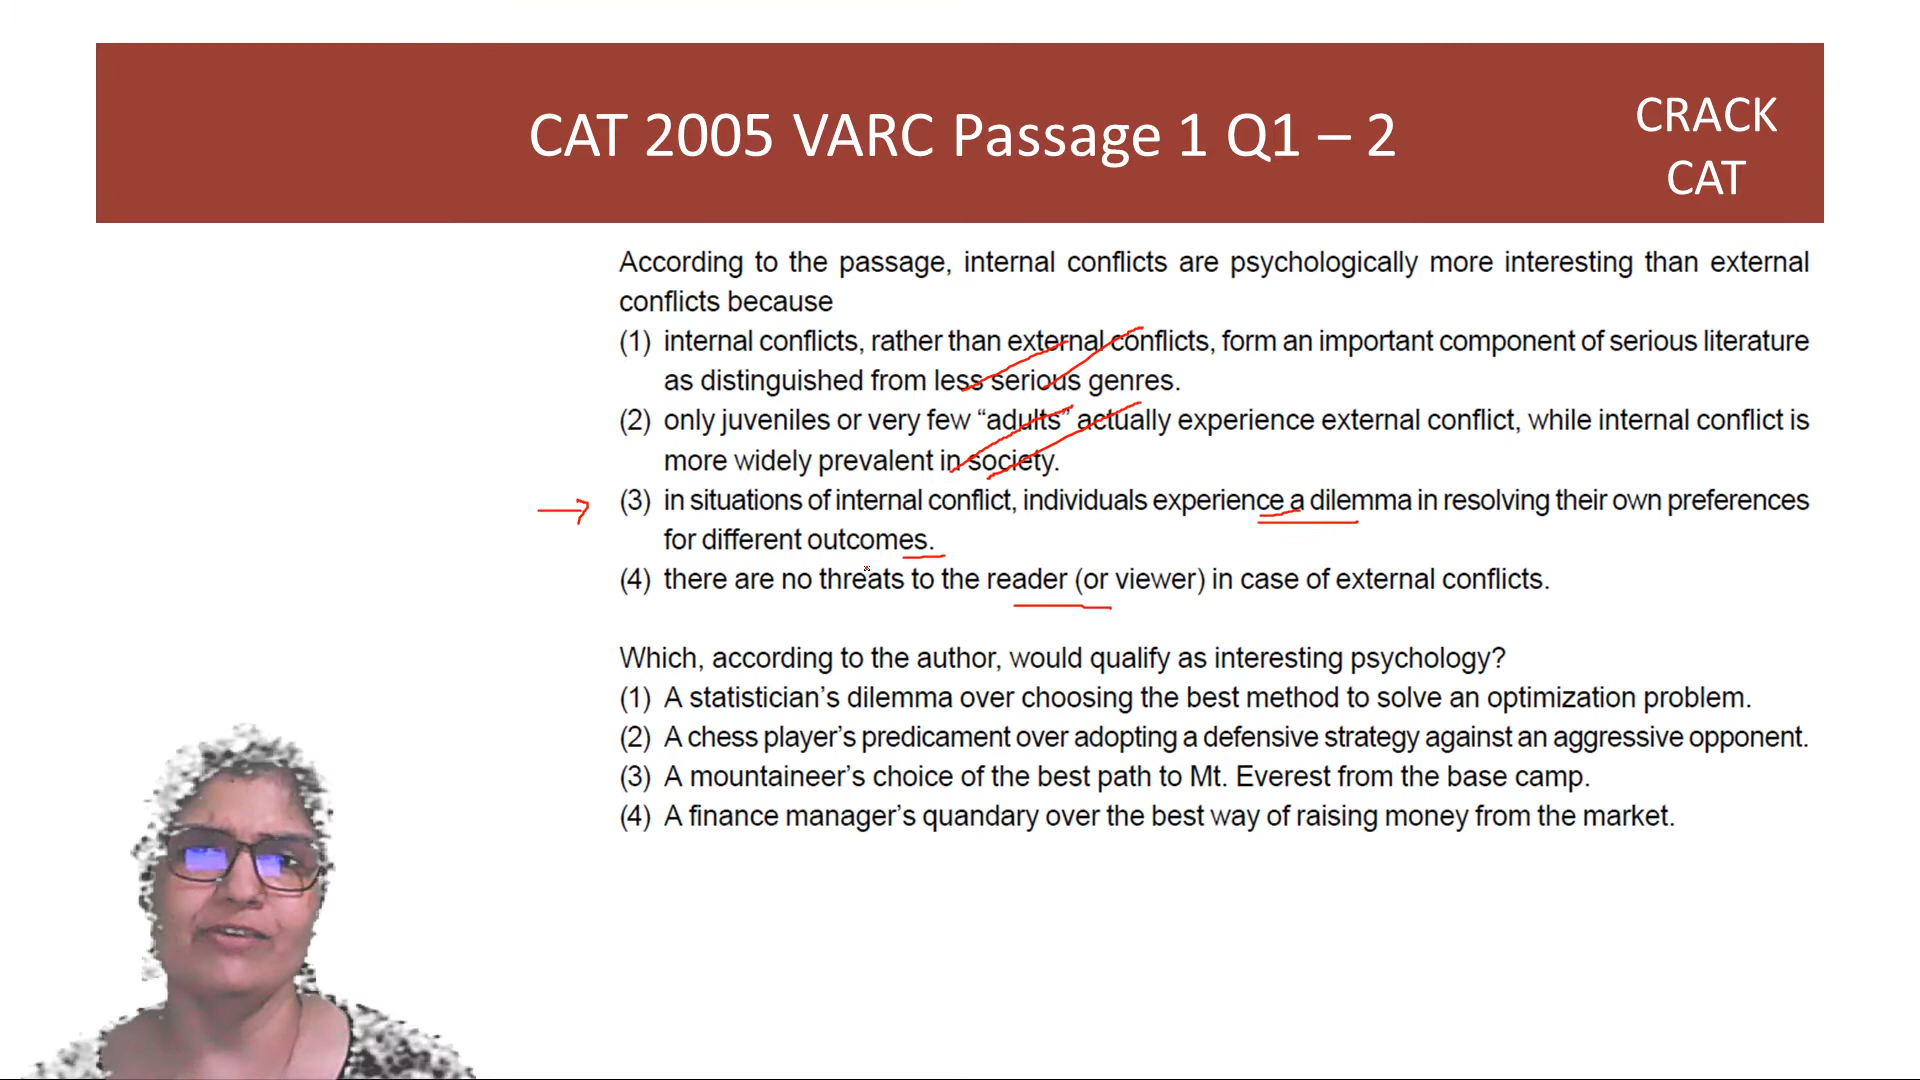 CAT 2005 VARC Passage 1 Q1 – 2
CRACK
CAT
According to the passage, internal conflicts are psychologically more interesting than external
conflicts because
(1) internal conflicts, rather than external conflicts, form an important component of serious literature
as distinguished from less serious genres.
(2) only juveniles or very few “adults” actually experience external conflict, while internal conflict is
more widely prevalent in society.
(3) in situations of internal conflict, individuals experience a dilemma in resolving their own preferences
for different outcomes.
(4) there are no threats to the reader (or viewer) in case of external conflicts.
Which, according to the author, would qualify as interesting psychology?
(1) A statistician’s dilemma over choosing the best method to solve an optimization problem.
(2) A chess player’s predicament over adopting a defensive strategy against an aggressive opponent.
(3) A mountaineer’s choice of the best path to Mt. Everest from the base camp.
(4) A finance manager’s quandary over the best way of raising money from the market.